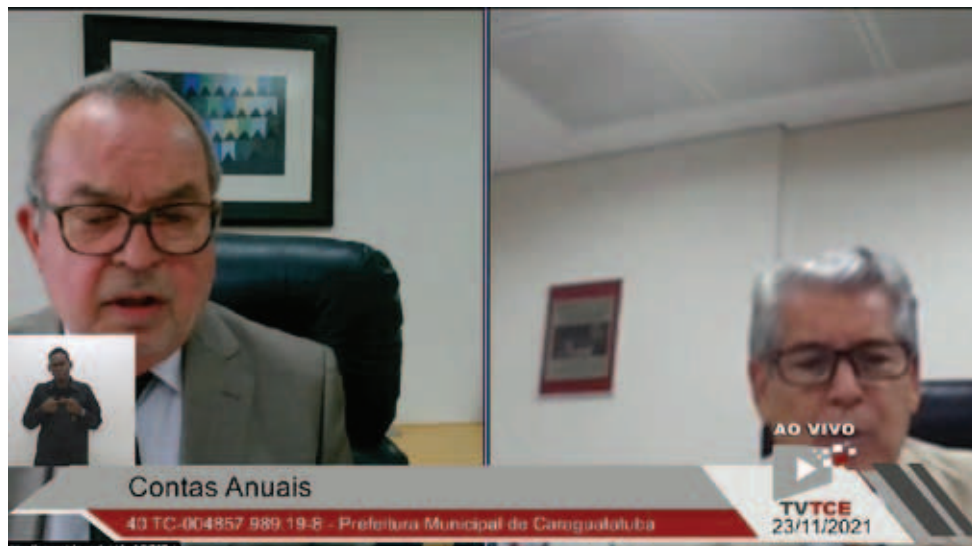 AO VIVO
Contas Anuais
40 TC-004857.989.19-8 - Prefeitura Municipal de Caraguatatuba
TVTCE
23/11/2021